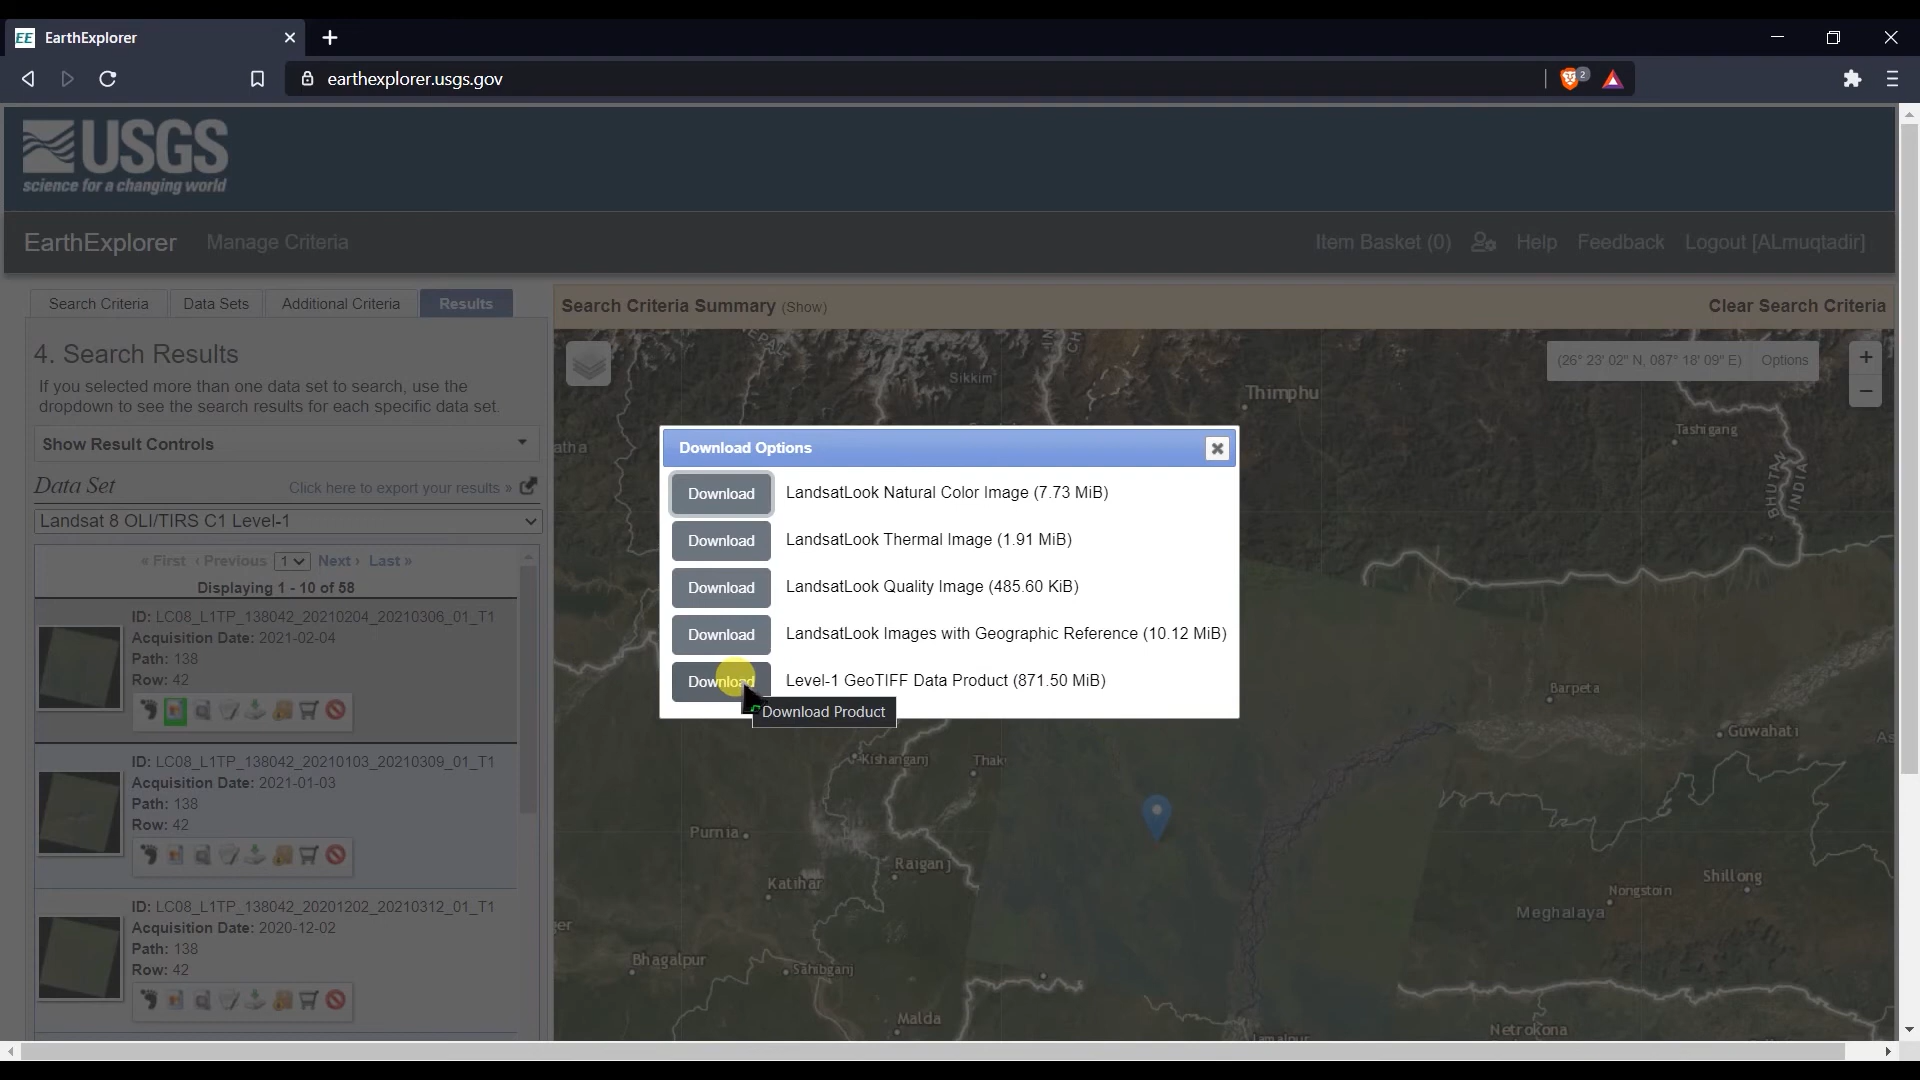 EE EarthExplorer
earthexplorer.usgs.gov
2
USGS
science for a changing world
EarthExplorer Manage Criteria
Item Basket (0) Help Feedback Logout [ALmuqtadir]
Search Criteria Data Sets Additional Criteria Results
Search Criteria Summary (Show) Clear Search Criteria
4. Search Results
If you selected more than one data set to search, use the
dropdown to see the search results for each specific data set.
Show Result Controls
Data Set Click here to export your results »
Landsat 8 OLI/TIRS C1 Level-1
« First ‹ Previous 1 Next › Last »
Displaying 1 - 10 of 58
ID: LC08_L1TP_138042_20210204_20210306_01_T1
Acquisition Date: 2021-02-04
Path: 138
Row: 42
ID: LC08_L1TP_138042_20210103_20210309_01_T1
Acquisition Date: 2021-01-03
Path: 138
Row: 42
ID: LC08_L1TP_138042_20201202_20210312_01_T1
Acquisition Date: 2020-12-02
Path: 138
Row: 42
(26° 23' 02" N, 087° 18' 09" E) Options
+
−
Download Options
Download LandsatLook Natural Color Image (7.73 MiB)
Download LandsatLook Thermal Image (1.91 MiB)
Download LandsatLook Quality Image (485.60 KiB)
Download LandsatLook Images with Geographic Reference (10.12 MiB)
Download Level-1 GeoTIFF Data Product (871.50 MiB)
Download Product
Sikkim
Thimphu
Tashigang
BHUTAN
INDIA
Barpeta
Guwahati
Kishanganj
Thak
Purnia
Raiganj
Katihar
Shillong
Nongstoin
Meghalaya
Bhagalpur
Sahibganj
Malda
Netrokona